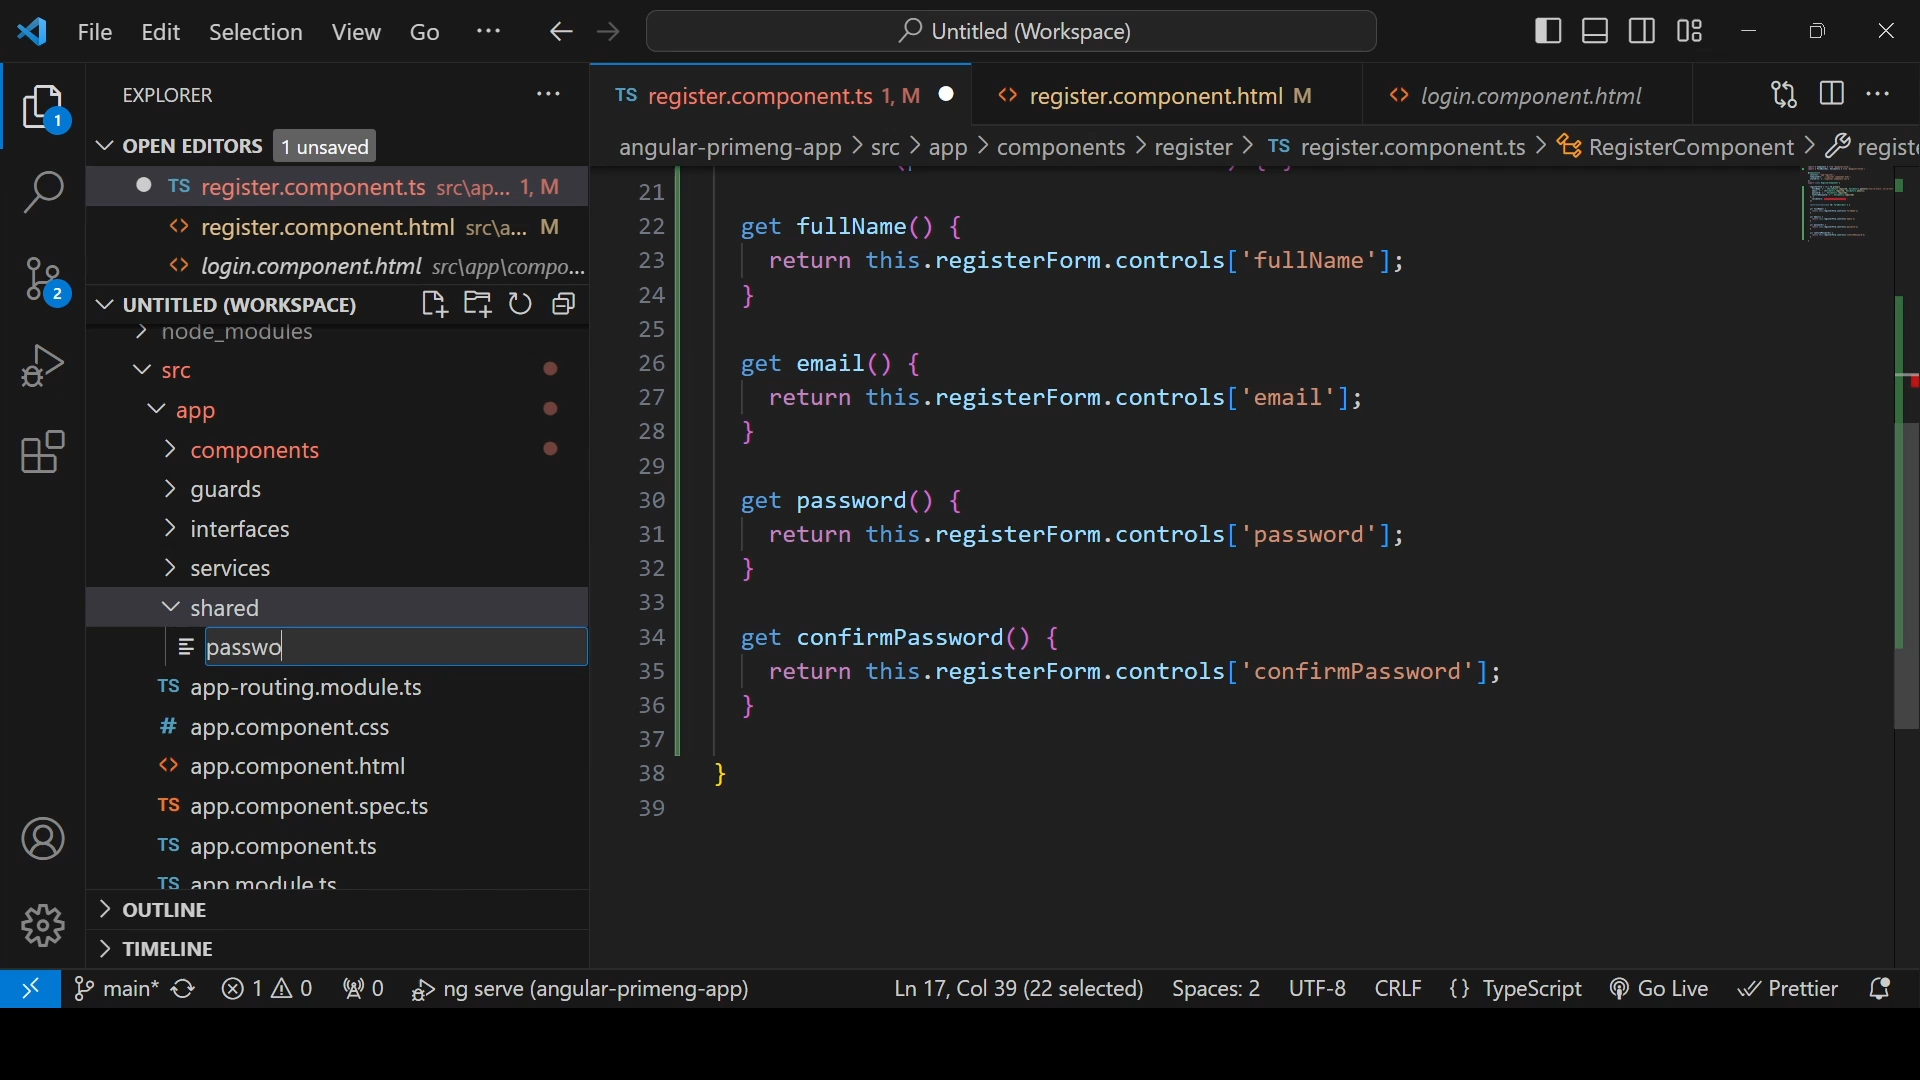 File Edit Selection View Go ··· Untitled (Workspace)
EXPLORER ···
OPEN EDITORS 1 unsaved
TS register.component.ts src\ap... 1, M
<> register.component.html src\a... M
<> login.component.html src\app\compo...
UNTITLED (WORKSPACE)
node_modules
src
app
components
guards
interfaces
services
shared
passwo
TS app-routing.module.ts
# app.component.css
<> app.component.html
TS app.component.spec.ts
TS app.component.ts
TS app.module.ts
OUTLINE
TIMELINE
1
2
TS register.component.ts 1, M <> register.component.html M <> login.component.html ···
angular-primeng-app > src > app > components > register > TS register.component.ts > RegisterComponent >
21
22 get fullName() {
23 return this.registerForm.controls['fullName'];
24 }
25
26 get email() {
27 return this.registerForm.controls['email'];
28 }
29
30 get password() {
31 return this.registerForm.controls['password'];
32 }
33
34 get confirmPassword() {
35 return this.registerForm.controls['confirmPassword'];
36 }
37
38 }
39
main* 1 0 0 ng serve (angular-primeng-app) Ln 17, Col 39 (22 selected) Spaces: 2 UTF-8 CRLF {} TypeScript Go Live Prettier